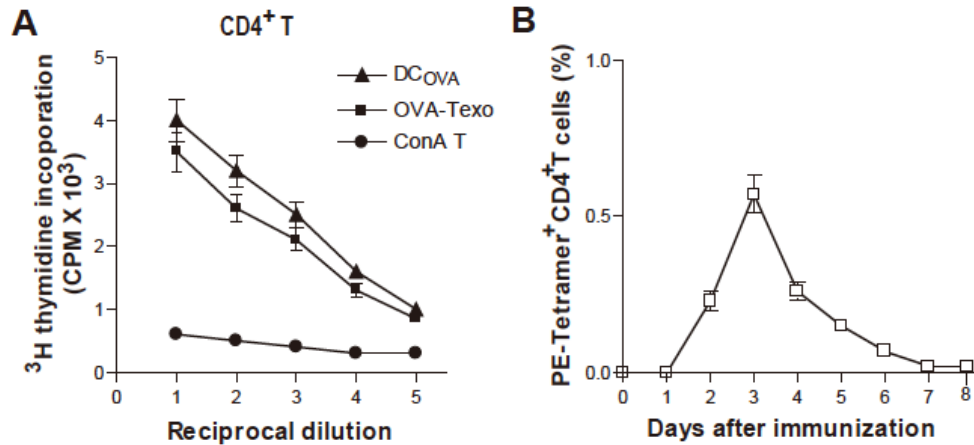 A
CD4⁺ T
³H thymidine incoporation
(CPM X 10³)
5
4
3
2
1
0
DC_OVA
OVA-Texo
ConA T
0 1 2 3 4 5
Reciprocal dilution
B
PE-Tetramer⁺CD4⁺T cells (%)
1.0
0.5
0.0
0 1 2 3 4 5 6 7 8
Days after immunization